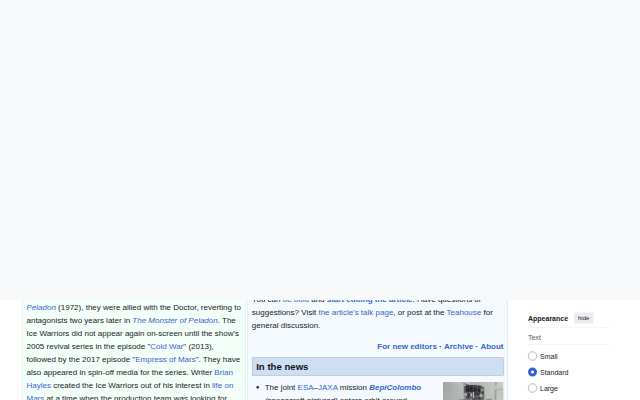 Peladon (1972), they were allied with the Doctor, reverting to
antagonists two years later in The Monster of Peladon. The
Ice Warriors did not appear again on-screen until the show's
2005 revival series in the episode "Cold War" (2013),
followed by the 2017 episode "Empress of Mars". They have
also appeared in spin-off media for the series. Writer Brian
Hayles created the Ice Warriors out of his interest in life on
Mars at a time when the production team was looking for
suggestions? Visit the article's talk page, or post at the Teahouse for
general discussion.
For new editors · Archive · About
In the news
• The joint ESA–JAXA mission BepiColombo
Appearance hide
Text
Small
Standard
Large